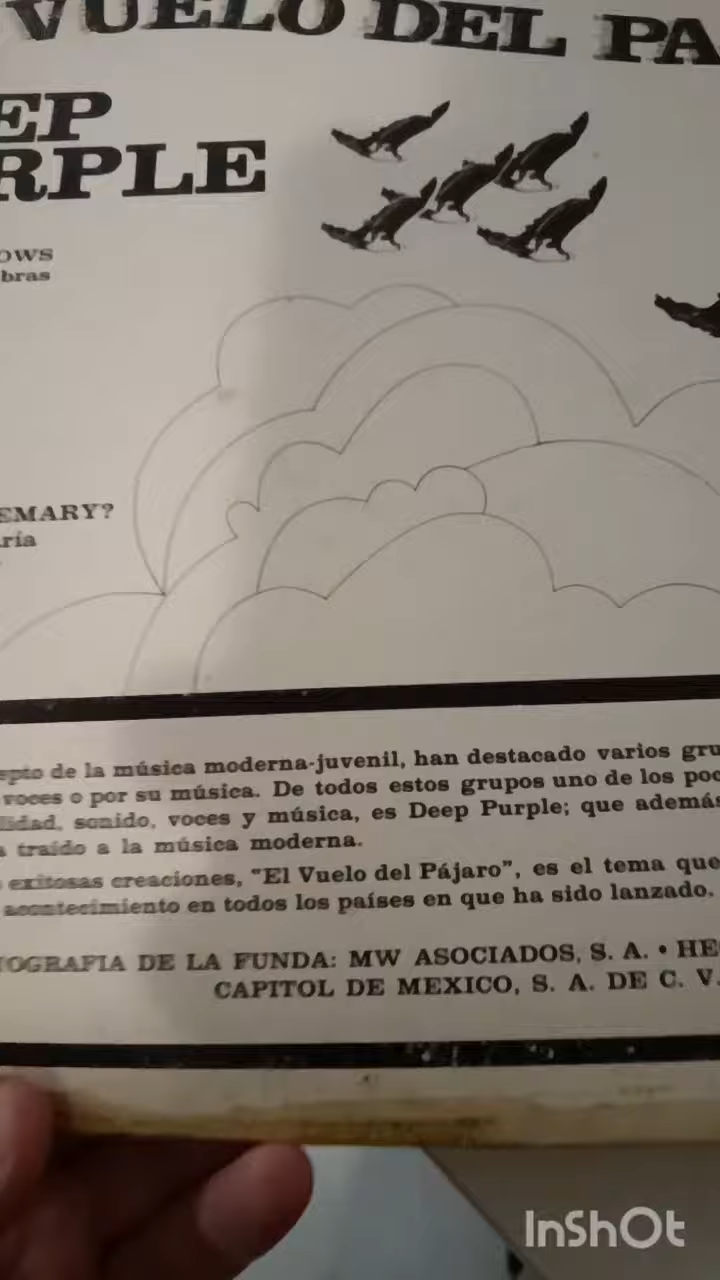 VUELO DEL PA
EP
RPLE
OWS
bras
EMARY?
ría
epto de la música moderna-juvenil, han destacado varios gru
voces o por su música. De todos estos grupos uno de los poc
lidad, sonido, voces y música, es Deep Purple; que además
traído a la música moderna.
exitosas creaciones, "El Vuelo del Pájaro", es el tema que
acontecimiento en todos los países en que ha sido lanzado.
OGRAFIA DE LA FUNDA: MW ASOCIADOS, S. A. • HE
CAPITOL DE MEXICO, S. A. DE C. V.
InShOt